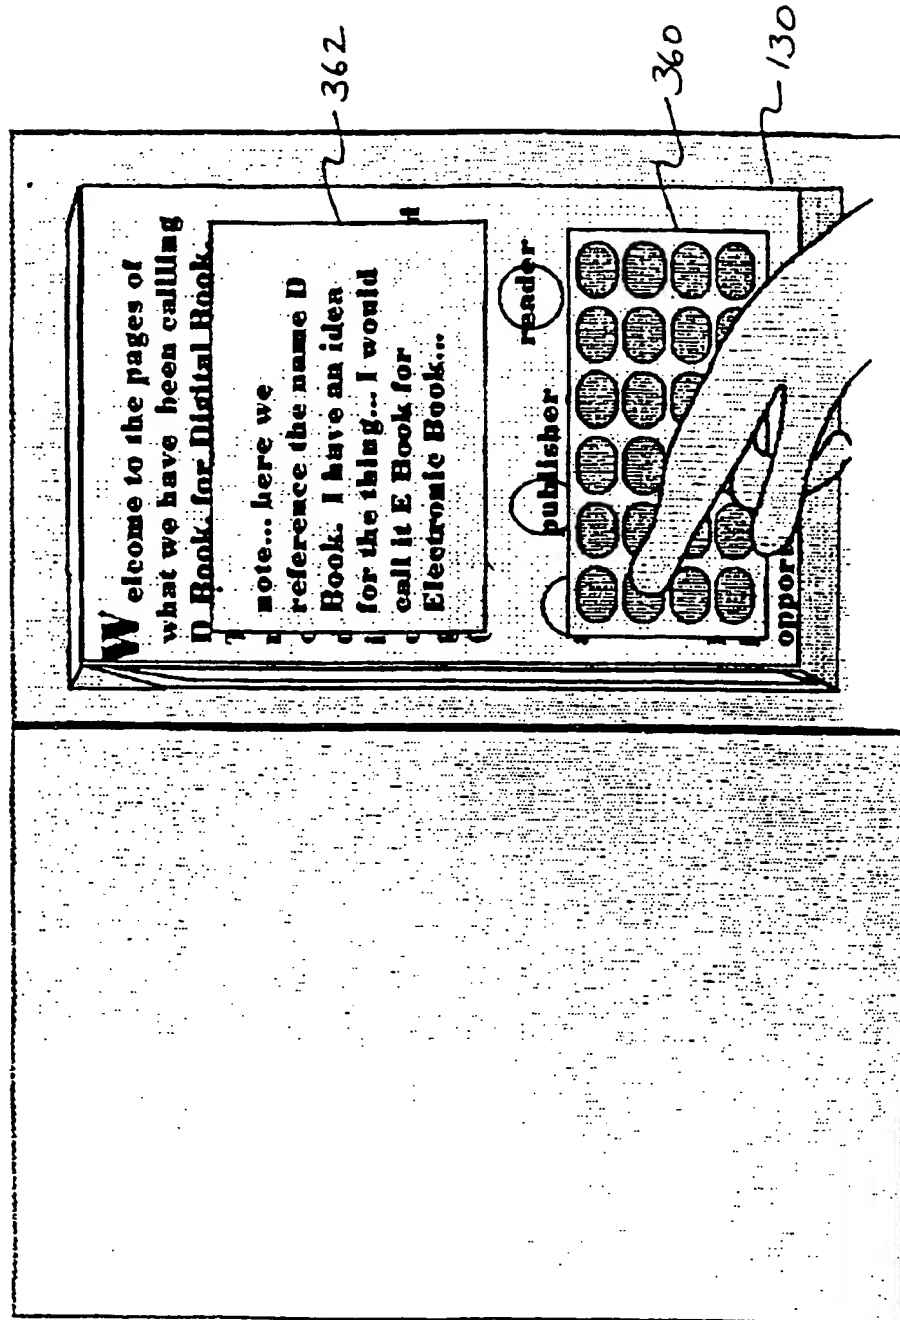 Welcome to the pages of
what we have been callling
D Book, for Digital Book.
note... here we
reference the name D
Book. I have an idea
for the thing... I would
call it E Book for
Electronic Book...
publisher
reader
oppor
362
360
130